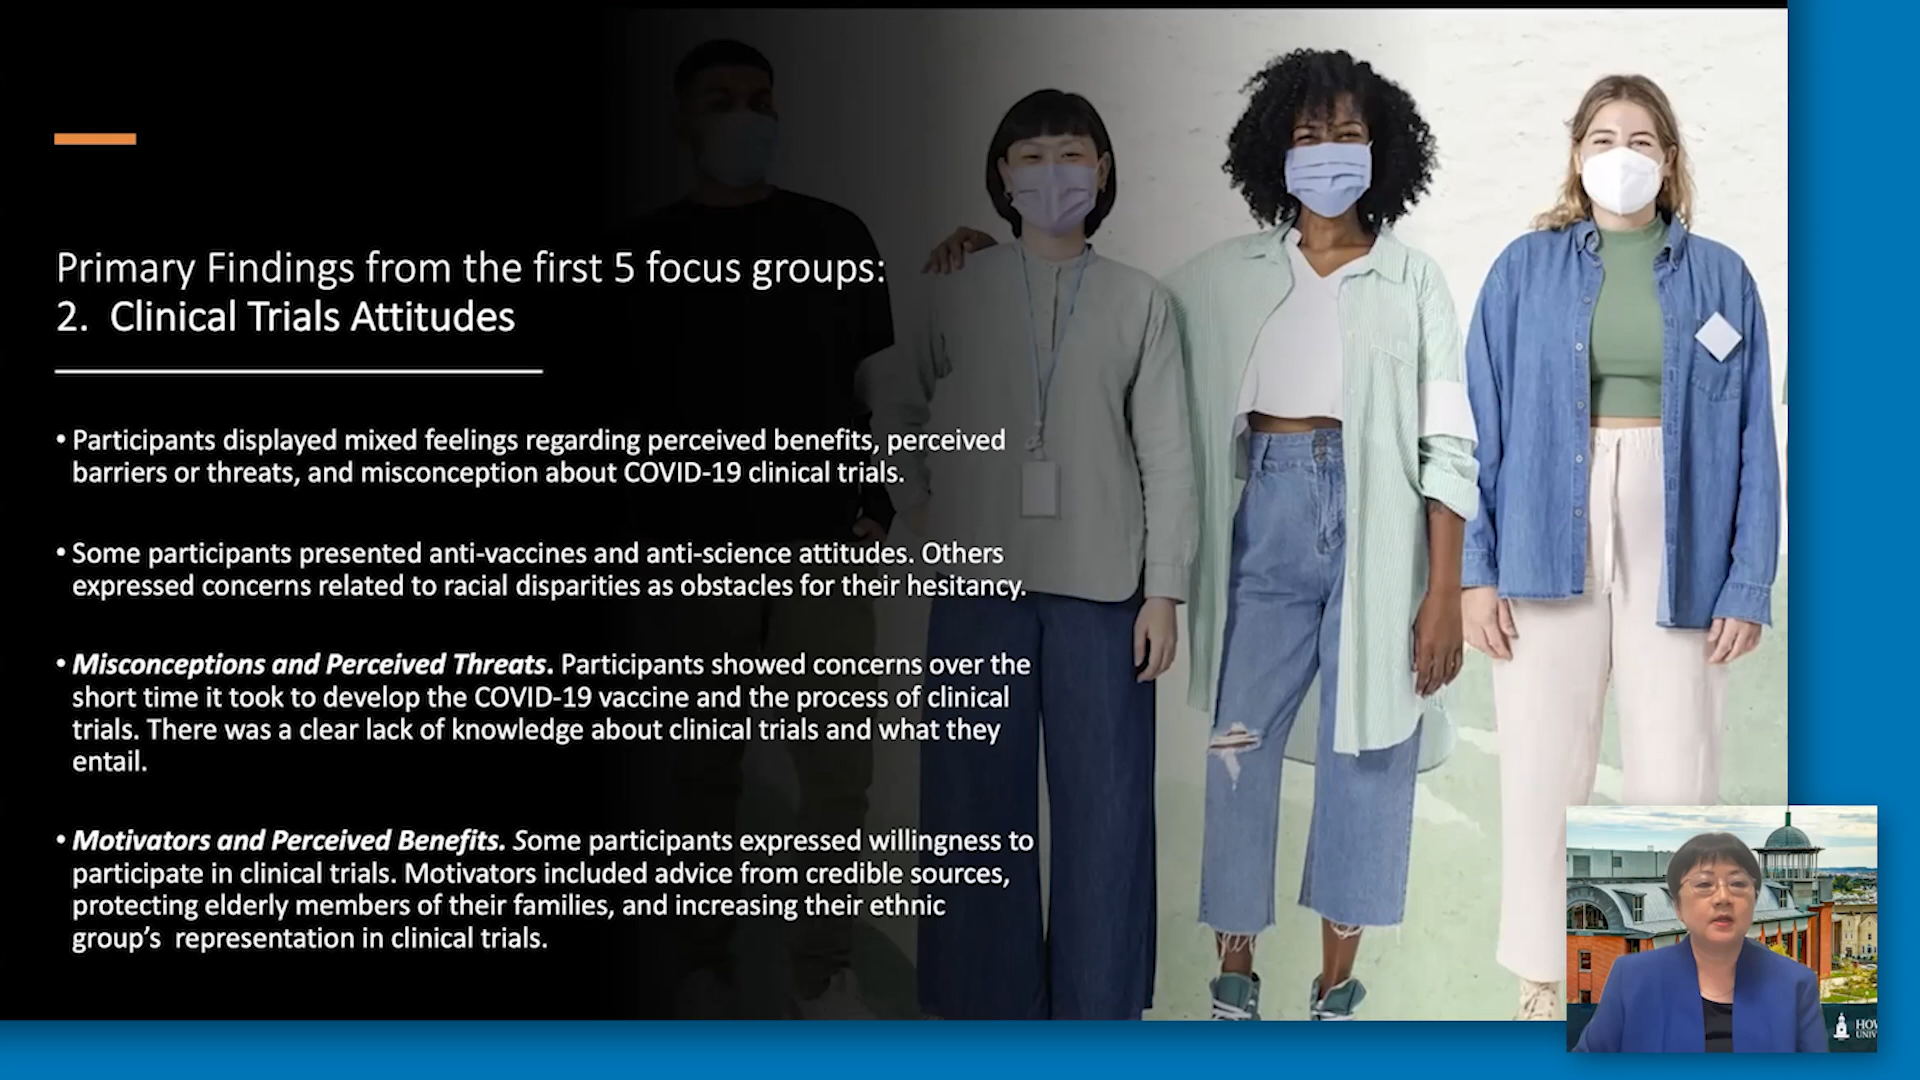 Primary Findings from the first 5 focus groups:
2. Clinical Trials Attitudes
• Participants displayed mixed feelings regarding perceived benefits, perceived
barriers or threats, and misconception about COVID-19 clinical trials.
• Some participants presented anti-vaccines and anti-science attitudes. Others
expressed concerns related to racial disparities as obstacles for their hesitancy.
• Misconceptions and Perceived Threats. Participants showed concerns over the
short time it took to develop the COVID-19 vaccine and the process of clinical
trials. There was a clear lack of knowledge about clinical trials and what they
entail.
• Motivators and Perceived Benefits. Some participants expressed willingness to
participate in clinical trials. Motivators included advice from credible sources,
protecting elderly members of their families, and increasing their ethnic
group’s representation in clinical trials.